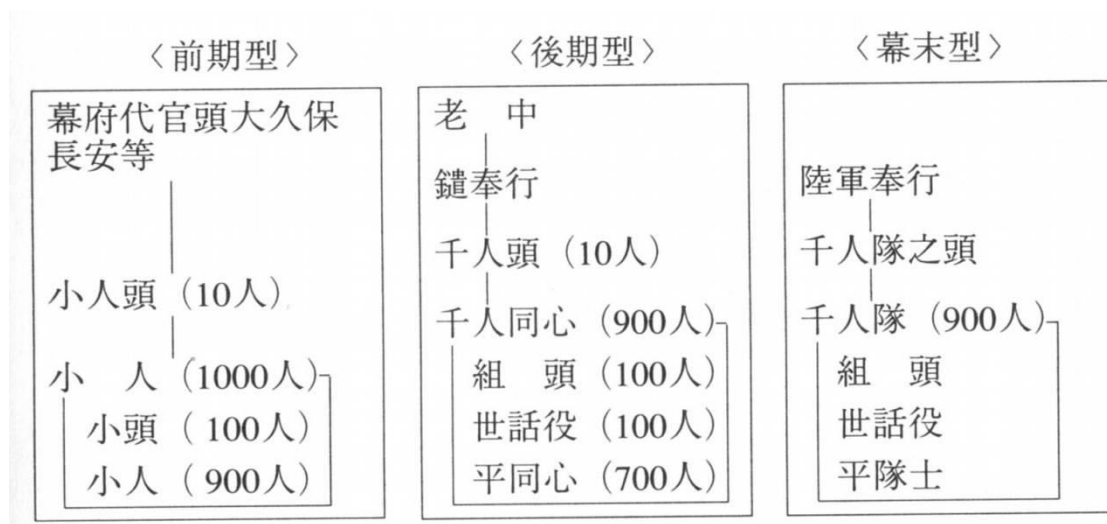 〈前期型〉
幕府代官頭大久保
長安等
小人頭（10人）
小　人（1000人）
小頭（ 100人）
小人（ 900人）
〈後期型〉
老　中
鑓奉行
千人頭（10人）
千人同心（900人）
組　頭（100人）
世話役（100人）
平同心（700人）
〈幕末型〉
陸軍奉行
千人隊之頭
千人隊（900人）
組　頭
世話役
平隊士